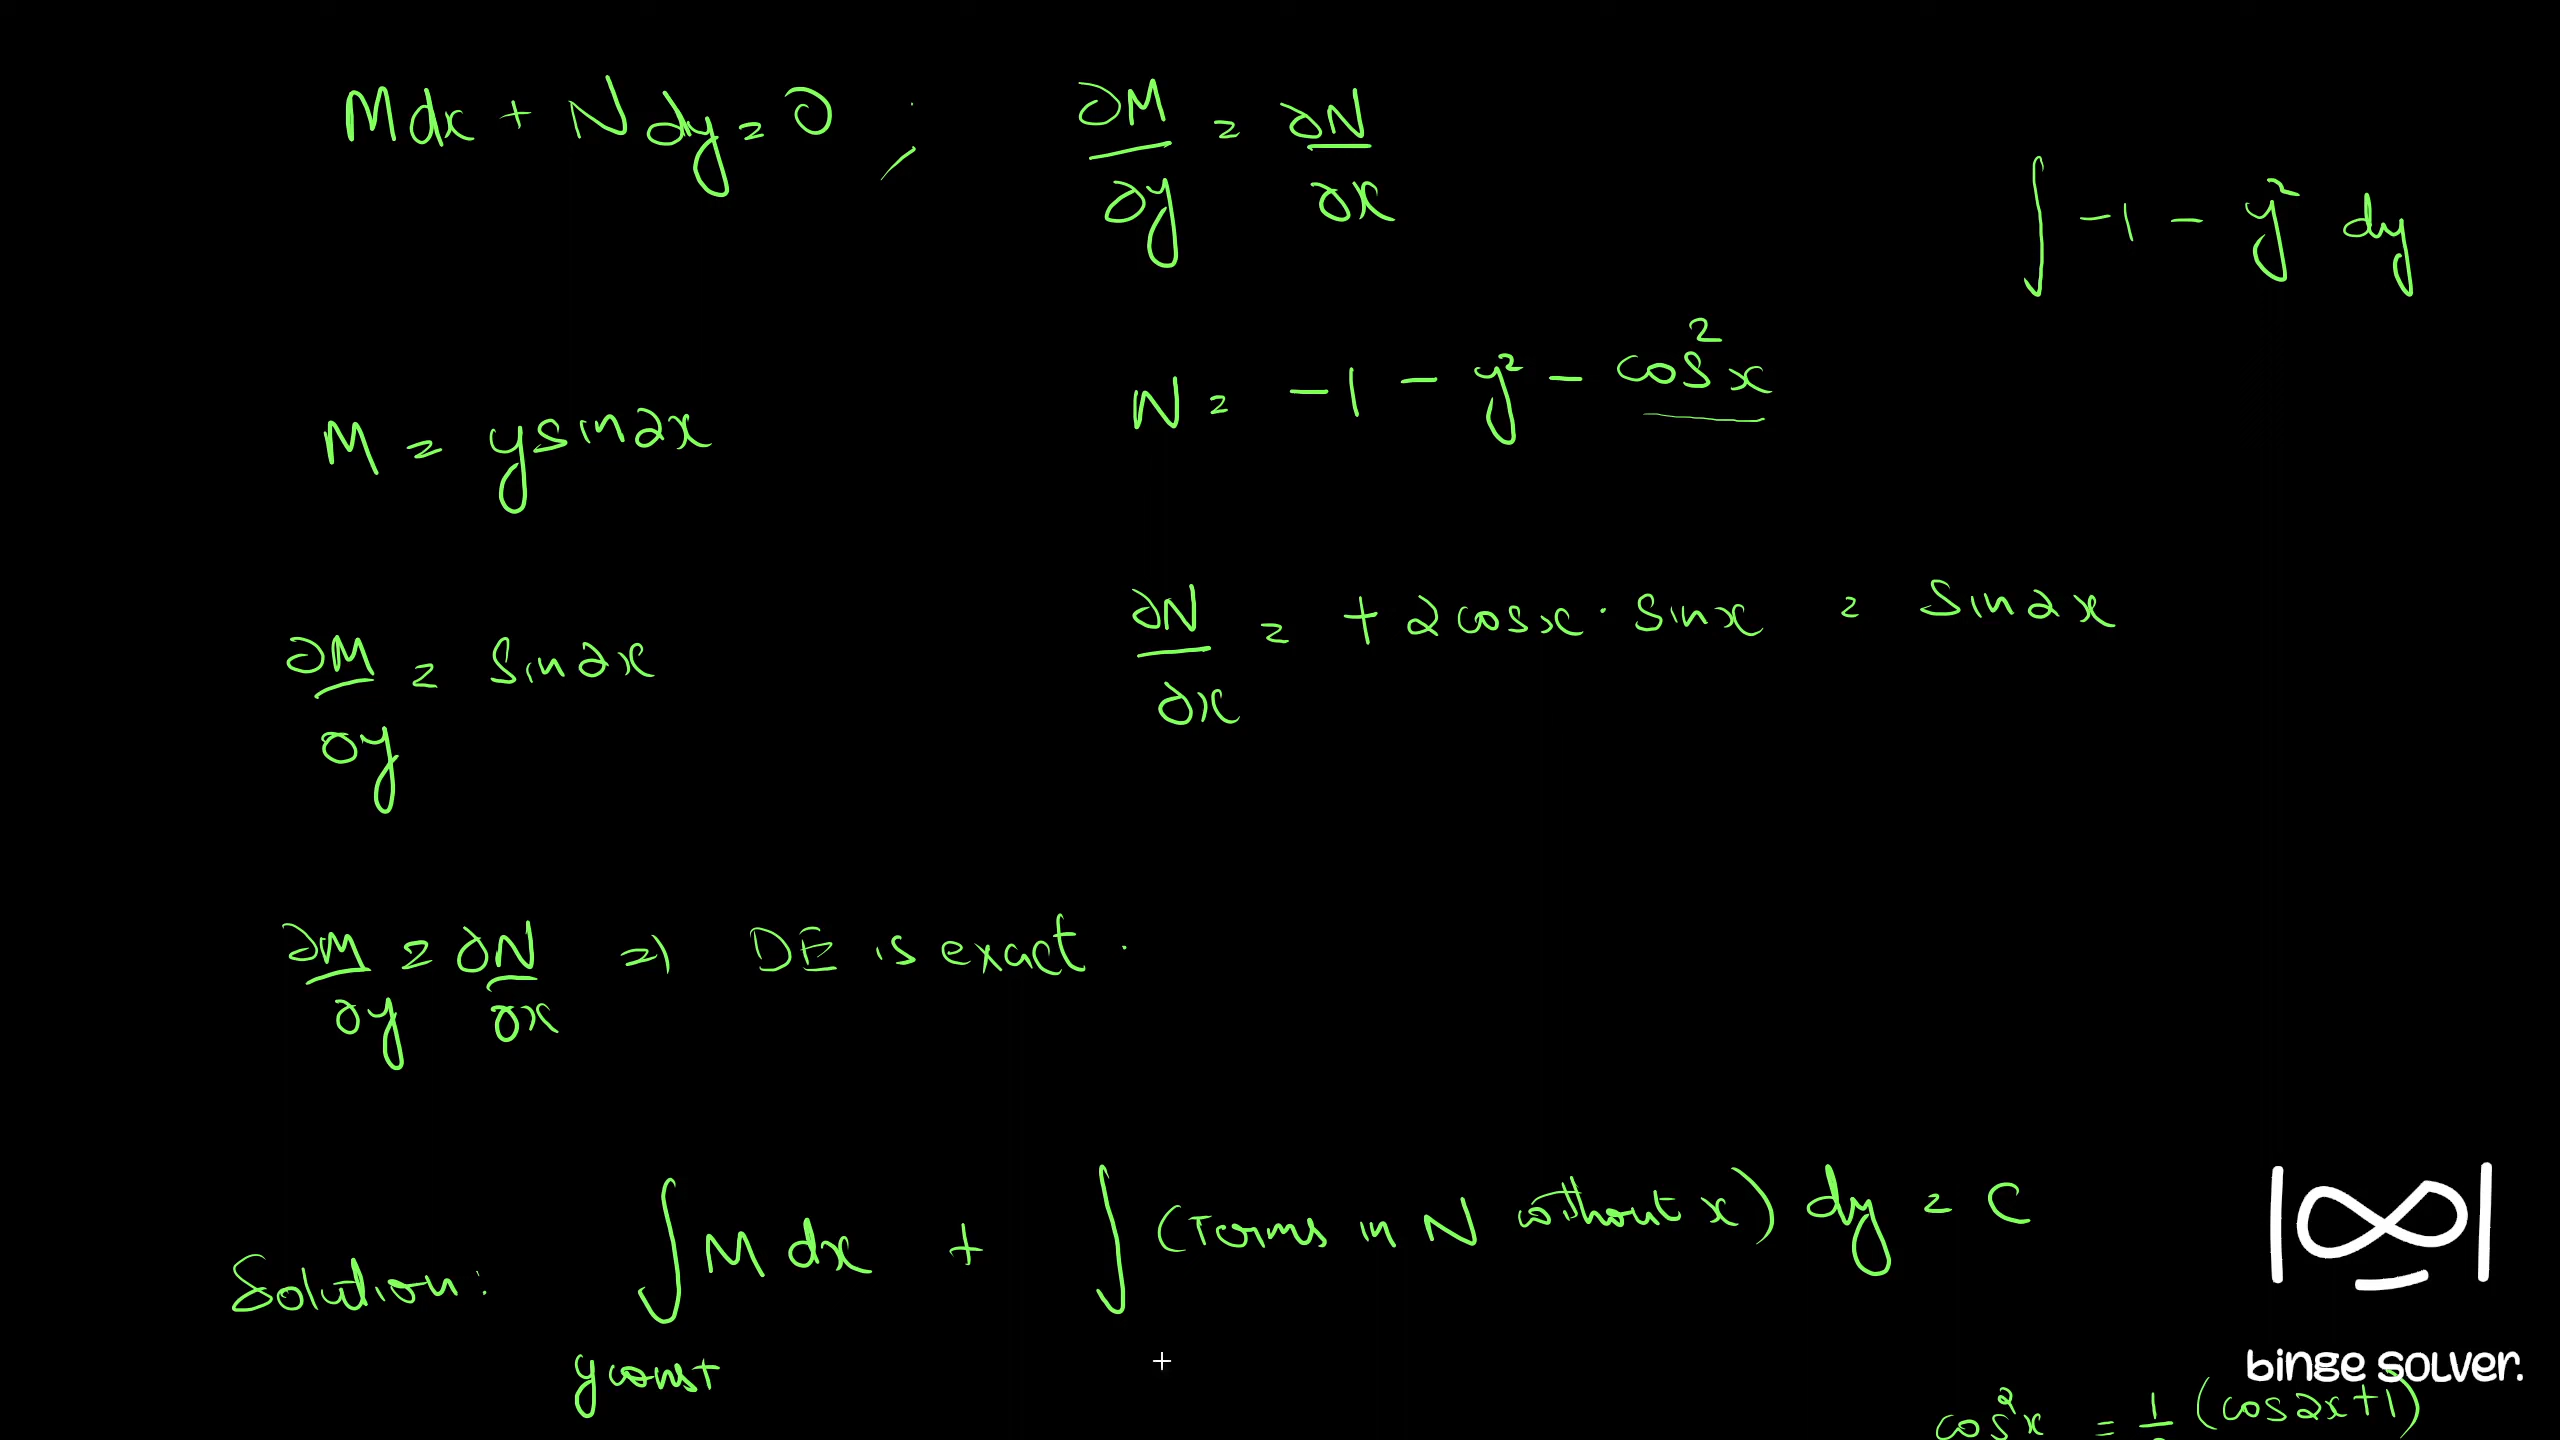 Mdx + Ndy = 0 ; ∂M/∂y = ∂N/∂x
∫ -1 - y² dy
M = ysin2x
N = -1 - y² - cos²x
∂M/∂y = Sin2x
∂N/∂x = +2cosx · Sinx = Sin2x
∂M/∂y = ∂N/∂x => DE is exact.
Solution: ∫ M dx + ∫ (Terms in N without x) dy = C
y const
binge solver.
cos²x = 1/ (cos2x+1)